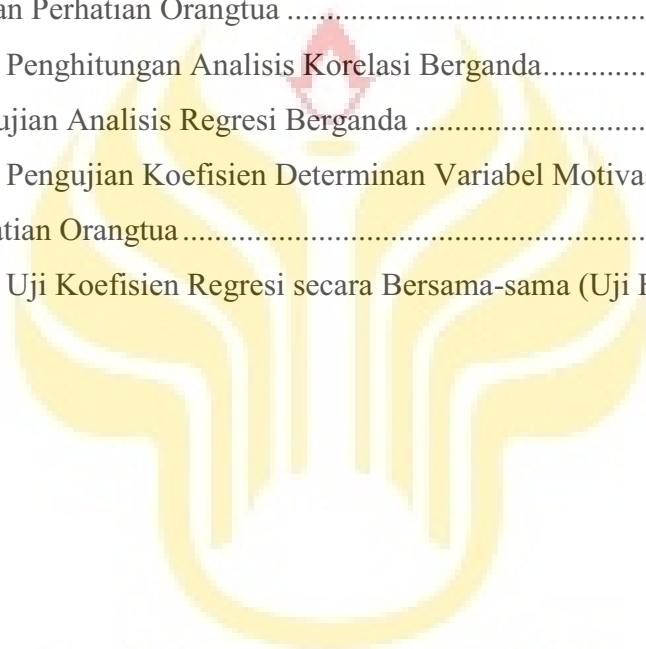 an Perhatian Orangtua ........................................
Penghitungan Analisis Korelasi Berganda............
ujian Analisis Regresi Berganda ..........................
Pengujian Koefisien Determinan Variabel Motiva
atian Orangtua.....................................................
Uji Koefisien Regresi secara Bersama-sama (Uji